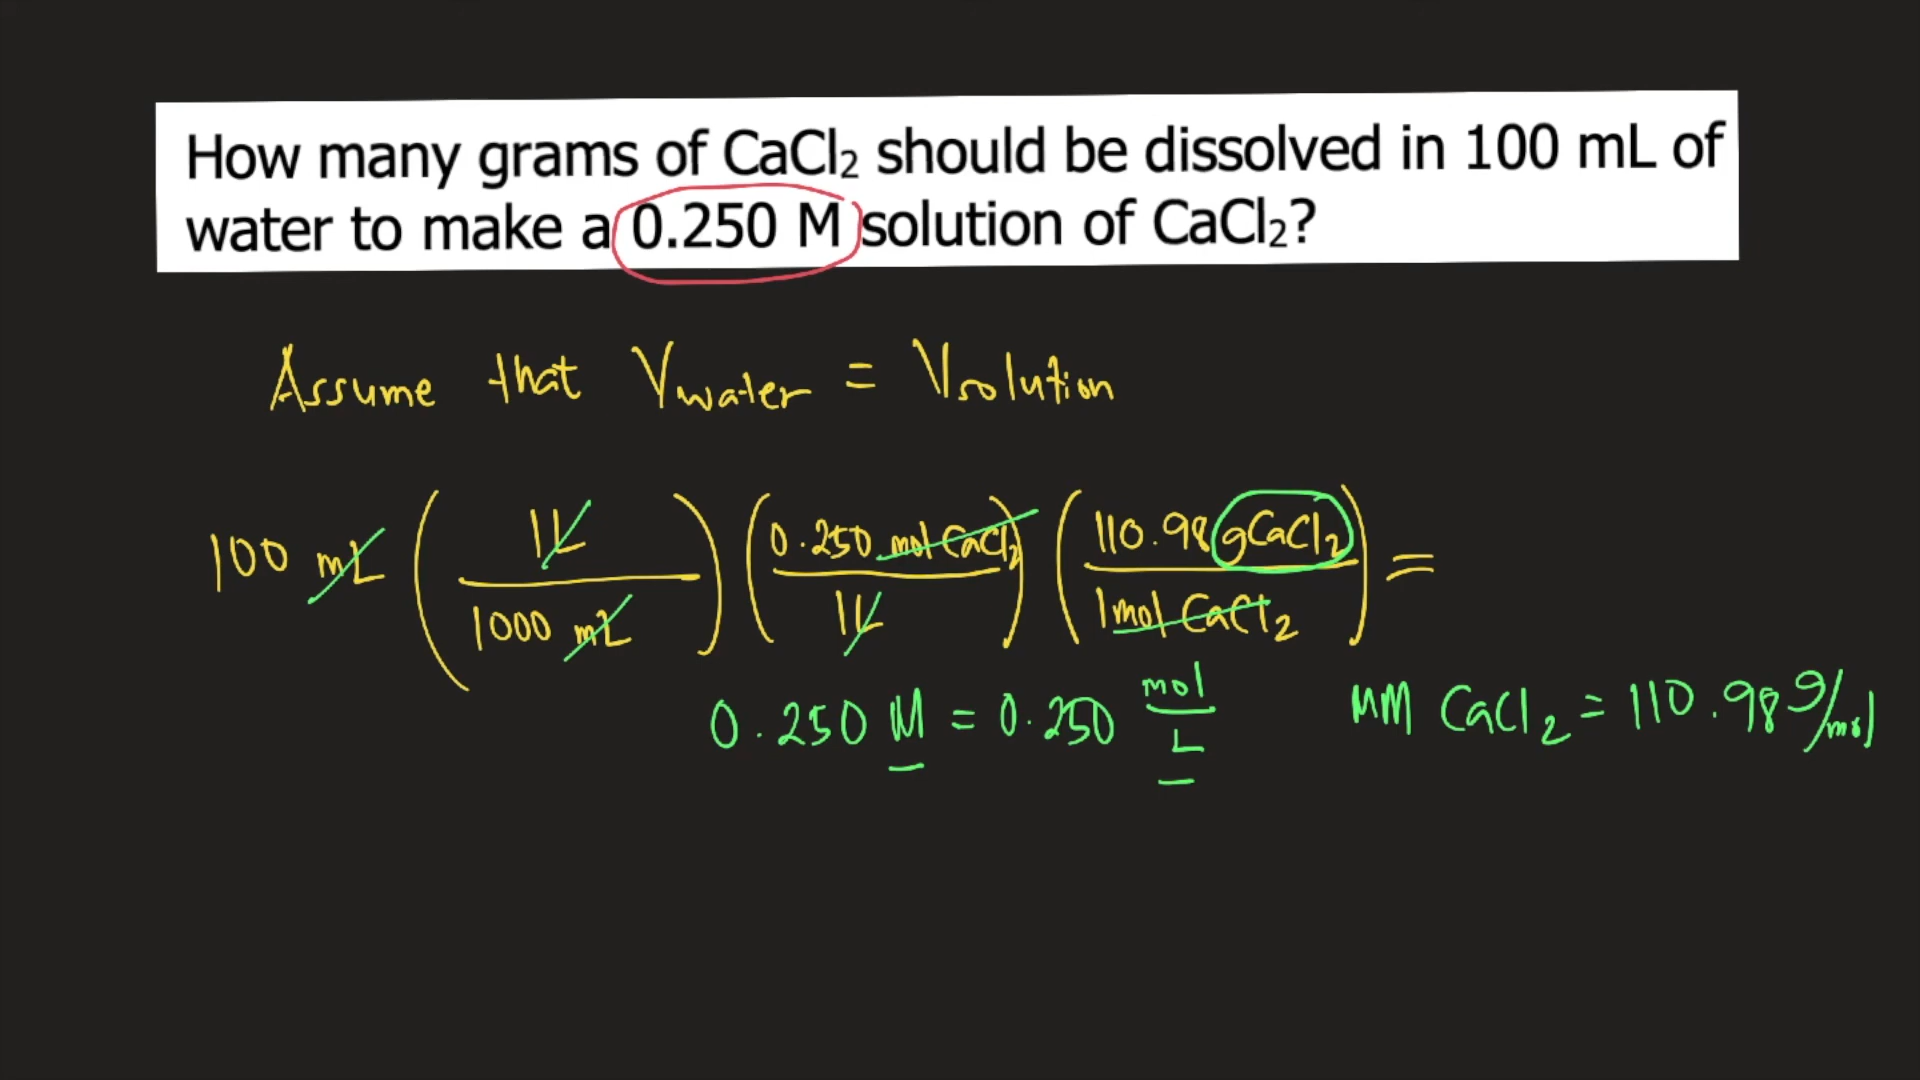 How many grams of CaCl₂ should be dissolved in 100 mL of
water to make a 0.250 M solution of CaCl₂?
Assume that Vwater = Vsolution
100 mL (1L / 1000 mL) (0.250 mol CaCl₂ / 1L) (110.98 g CaCl₂ / 1 mol CaCl₂) =
0.250 M = 0.250 mol / L
MM CaCl₂ = 110.98 g/mol